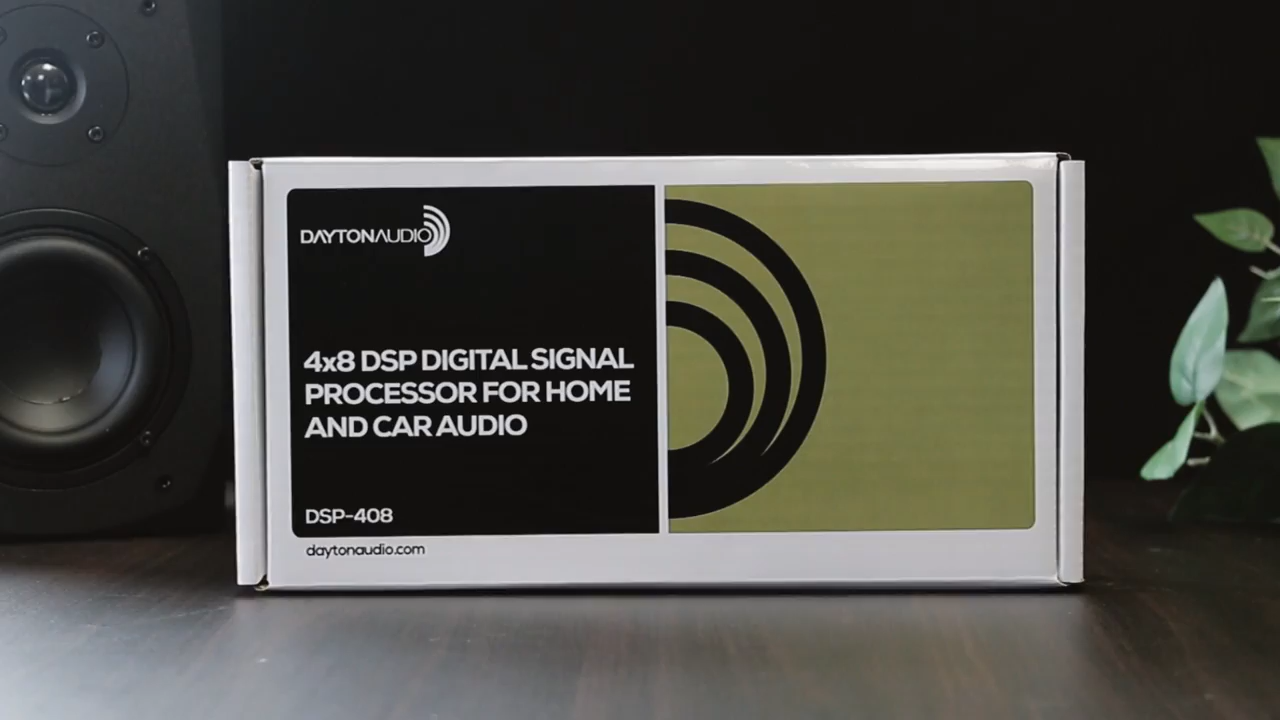 DAYTONAUDIO
4x8 DSP DIGITAL SIGNAL
PROCESSOR FOR HOME
AND CAR AUDIO
DSP-408
daytonaudio.com